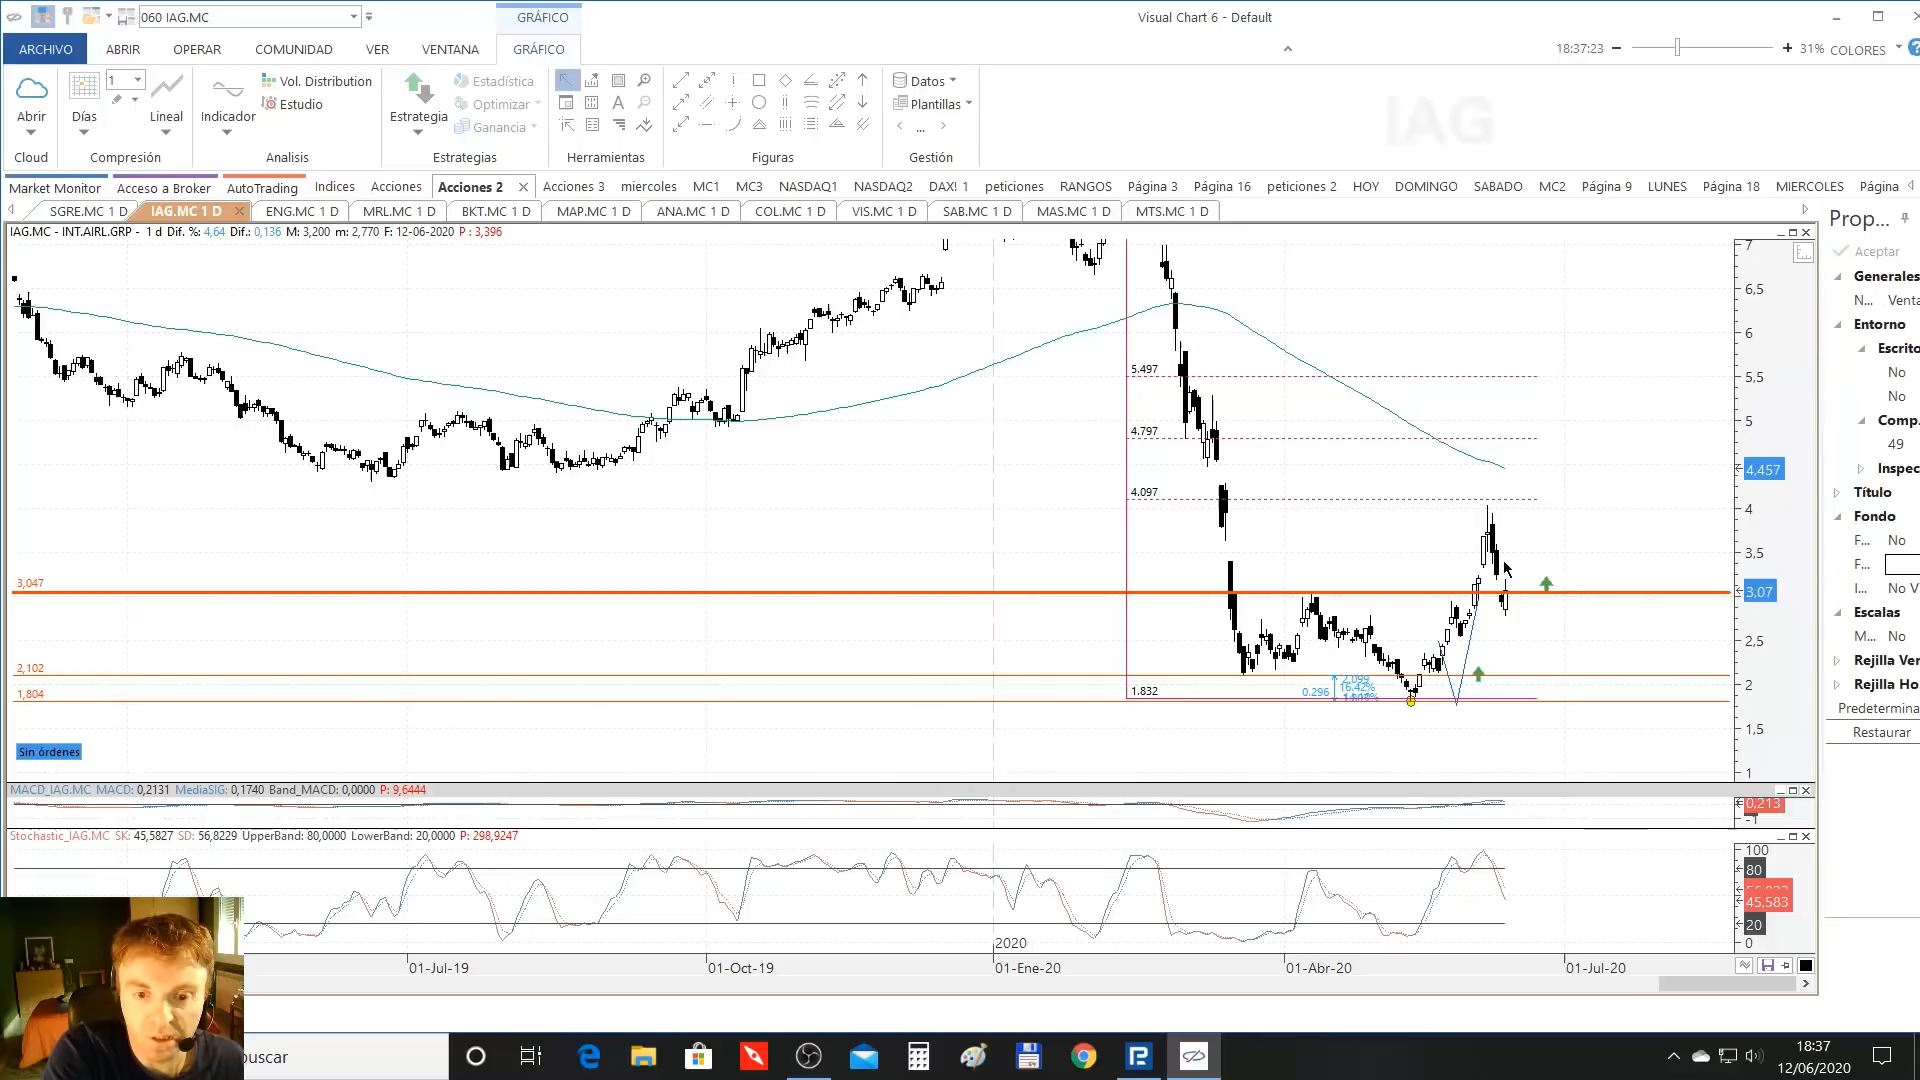 060 IAG.MC
GRÁFICO
Visual Chart 6 - Default
ARCHIVO ABRIR OPERAR COMUNIDAD VER VENTANA GRÁFICO
18:37:23 31% COLORES
Abrir Días 1 Lineal Indicador Vol. Distribution Estudio Estrategia Estadística Optimizar Ganancia Datos Plantillas ...
Cloud Compresión Analisis Estrategias Herramientas Figuras Gestión
IAG
Market Monitor Acceso a Broker AutoTrading Indices Acciones Acciones 2 Acciones 3 miercoles MC1 MC3 NASDAQ1 NASDAQ2 DAX! 1 peticiones RANGOS Página 3 Página 16 peticiones 2 HOY DOMINGO SABADO MC2 Página 9 LUNES Página 18 MIERCOLES Página
SGRE.MC 1 D IAG.MC 1 D ENG.MC 1 D MRL.MC 1 D BKT.MC 1 D MAP.MC 1 D ANA.MC 1 D COL.MC 1 D VIS.MC 1 D SAB.MC 1 D MAS.MC 1 D MTS.MC 1 D
IAG.MC - INT.AIRL.GRP - 1 d Dif. %: 4,64 Dif.: 0,136 M: 3,200 m: 2,770 F: 12-06-2020 P : 3,396
7
6,5
6
5,5
5
4,457
4
3,5
3,07
2,5
2
1,5
1
5.497
4.797
4.097
3,047
2,102
1,804
1.832
0.296
2.099
16.42%
Sin órdenes
MACD_IAG.MC MACD: 0,2131 MediaSIG: 0,1740 Band_MACD: 0,0000 P: 9,6444
0,213
-1
Stochastic_IAG.MC SK: 45,5827 SD: 56,8229 UpperBand: 80,0000 LowerBand: 20,0000 P: 298,9247
100
80
45,583
20
0
2020
01-Jul-19 01-Oct-19 01-Ene-20 01-Abr-20 01-Jul-20
Prop...
Aceptar
Generales
N... Venta
Entorno
Escrito
No
No
Comp.
49
Inspec
Título
Fondo
F... No
F...
I... No V
Escalas
M... No
Rejilla Ver
Rejilla Ho
Predetermina
Restaurar
buscar
18:37
12/06/2020